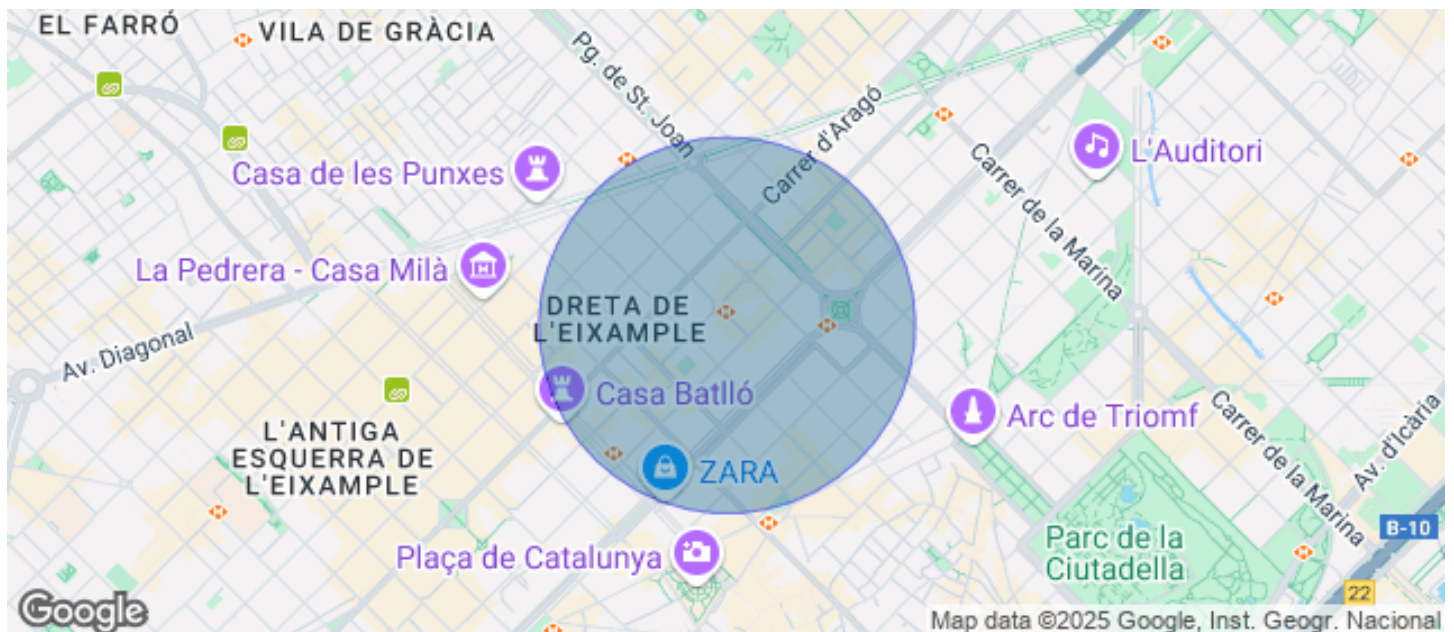 EL FARRÓ
VILA DE GRÀCIA
Pg. de St. Joan
Carrer d'Aragó
L'Auditori
Casa de les Punxes
Carrer de la Marina
La Pedrera - Casa Milà
DRETA DE
L'EIXAMPLE
Av. Diagonal
Casa Batlló
Arc de Triomf
L'ANTIGA
ESQUERRA DE
L'EIXAMPLE
ZARA
Carrer de la Marina
Av. d'Icària
B-10
Plaça de Catalunya
Parc de la
Ciutadella
22
Google
Map data ©2025 Google, Inst. Geogr. Nacional